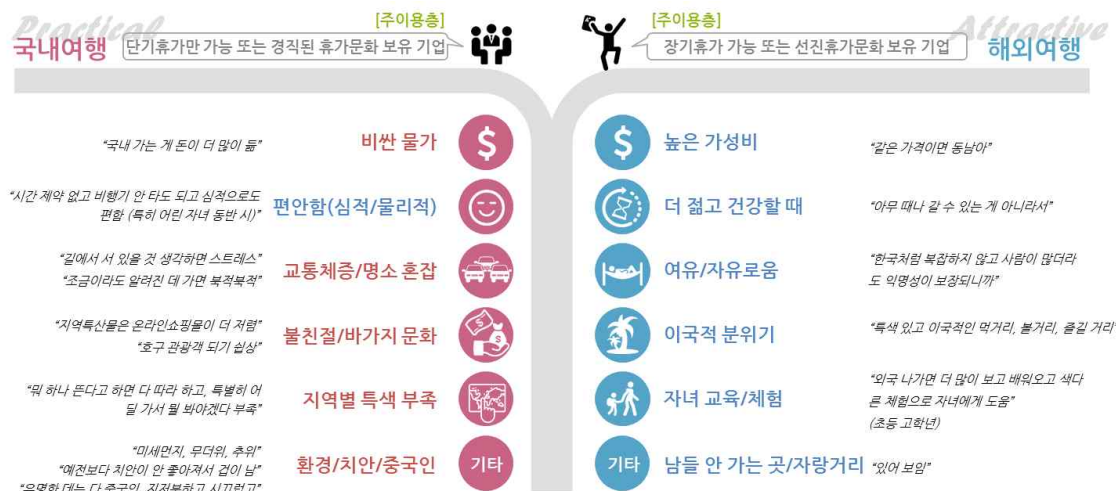 Practical
국내여행
[주이용층]
단기휴가만 가능 또는 경직된 휴가문화 보유 기업
[주이용층]
장기휴가 가능 또는 선진휴가문화 보유 기업
Attractive
해외여행
“국내 가는 게 돈이 더 많이 듦”
비싼 물가
$
“시간 제약 없고 비행기 안 타도 되고 심적으로도
편함 (특히 어린 자녀 동반 시)”
편안함(심적/물리적)
“길에서 서 있을 것 생각하면 스트레스”
“조금이라도 알려진 데 가면 북적북적”
교통체증/명소 혼잡
“지역특산물은 온라인쇼핑몰이 더 저렴”
“호구 관광객 되기 쉽상”
불친절/바가지 문화
$
“뭐 하나 뜬다고 하면 다 따라 하고, 특별히 어
딜 가서 뭘 봐야겠다 부족”
지역별 특색 부족
“미세먼지, 무더위, 추위”
“예전보다 치안이 안 좋아져서 겁이 남”
“유명한 데는 다 중국인, 지저분하고 시끄럽고”
환경/치안/중국인
기타
$
높은 가성비
“같은 가격이면 동남아”
더 젊고 건강할 때
“아무 때나 갈 수 있는 게 아니라서”
여유/자유로움
“한국처럼 복잡하지 않고 사람이 많더라
도 익명성이 보장되니까”
이국적 분위기
“특색 있고 이국적인 먹거리, 볼거리, 즐길 거리”
자녀 교육/체험
“외국 나가면 더 많이 보고 배워오고 색다
른 체험으로 자녀에게 도움”
(초등 고학년)
기타
남들 안 가는 곳/자랑거리
“있어 보임”